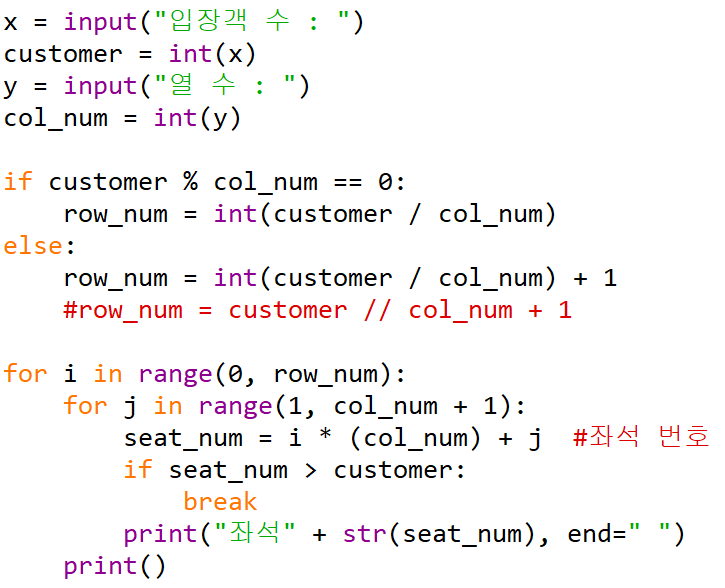 x = input("입장객 수 : ")
customer = int(x)
y = input("열 수 : ")
col_num = int(y)

if customer % col_num == 0:
    row_num = int(customer / col_num)
else:
    row_num = int(customer / col_num) + 1
    #row_num = customer // col_num + 1

for i in range(0, row_num):
    for j in range(1, col_num + 1):
        seat_num = i * (col_num) + j  #좌석 번호
        if seat_num > customer:
            break
        print("좌석" + str(seat_num), end=" ")
    print()